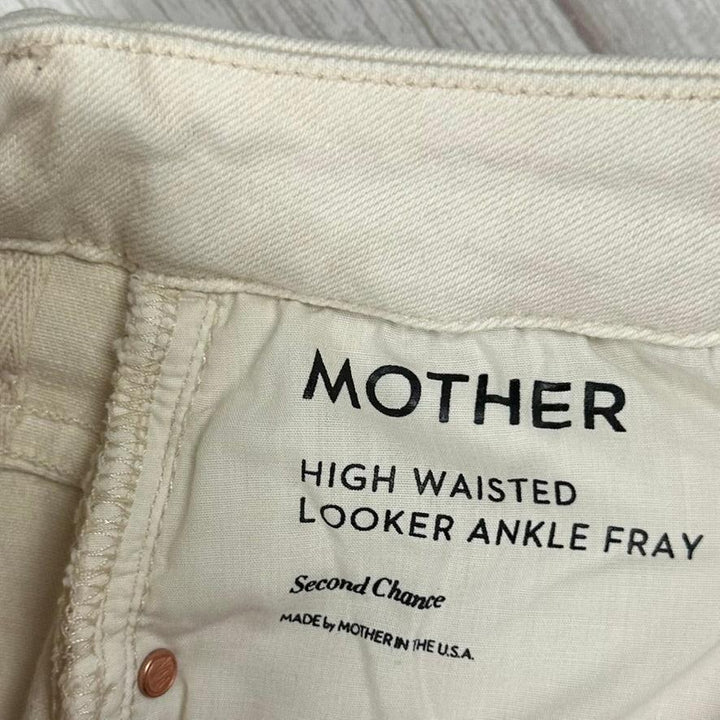 MOTHER
HIGH WAISTED
LOOKER ANKLE FRAY
Second Chance
MADE by MOTHER IN THE U.S.A.